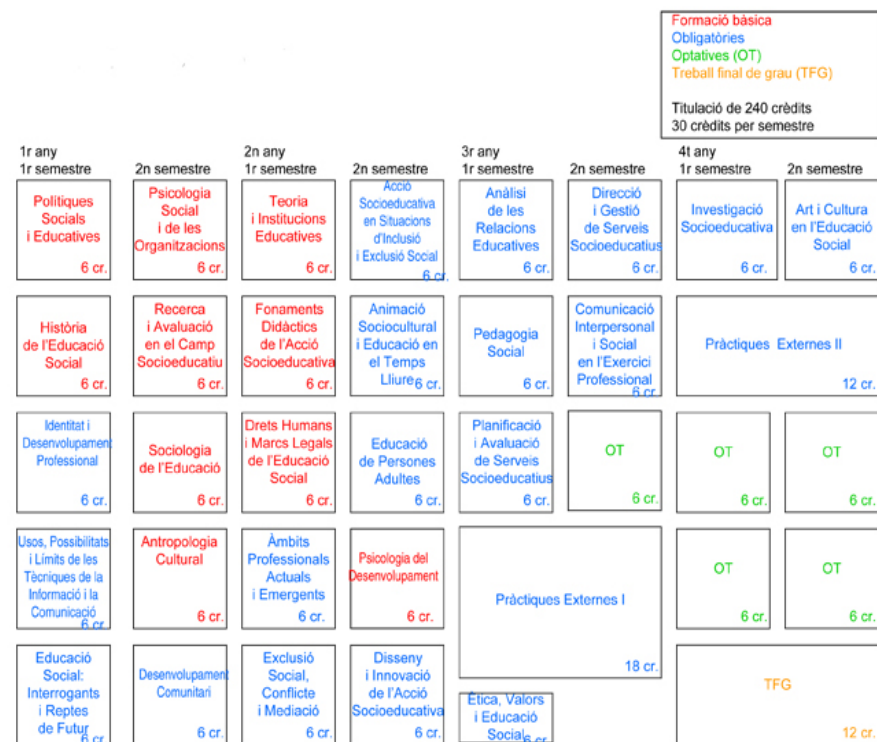 Formació bàsica
Obligatòries
Optatives (OT)
Treball final de grau (TFG)
Titulació de 240 crèdits
30 crèdits per semestre
1r any
1r semestre
2n semestre
2n any
1r semestre
2n semestre
3r any
1r semestre
2n semestre
4t any
1r semestre
2n semestre
Polítiques
Socials
i Educatives
6 cr.
Psicologia
Social
i de les
Organitzacions
6 cr.
Teoria
i Institucions
Educatives
6 cr.
Acció
Socioeducativa
en Situacions
d'Inclusió
i Exclusió Social
6 cr.
Anàlisi
de les
Relacions
Educatives
6 cr.
Direcció
i Gestió
de Serveis
Socioeducatius
6 cr.
Investigació
Socioeducativa
6 cr.
Art i Cultura
en l'Educació
Social
6 cr.
Història
de l'Educació
Social
6 cr.
Recerca
i Avaluació
en el Camp
Socioeducatiu
6 cr.
Fonaments
Didàctics
de l'Acció
Socioeducativa
6 cr.
Animació
Sociocultural
i Educació en
el Temps
Lliure
6 cr.
Pedagogia
Social
6 cr.
Comunicació
Interpersonal
i Social
en l'Exercici
Professional
6 cr.
Pràctiques Externes II
12 cr.
Identitat i
Desenvolupament
Professional
6 cr.
Sociologia
de l'Educació
6 cr.
Drets Humans
i Marcs Legals
de l'Educació
Social
6 cr.
Educació
de Persones
Adultes
6 cr.
Planificació
i Avaluació
de Serveis
Socioeducatius
6 cr.
OT
6 cr.
OT
6 cr.
OT
6 cr.
Usos, Possibilitats
i Límits de les
Tècniques de la
Informació i la
Comunicació
6 cr.
Antropologia
Cultural
6 cr.
Àmbits
Professionals
Actuals
i Emergents
6 cr.
Psicologia del
Desenvolupament
6 cr.
Pràctiques Externes I
18 cr.
OT
6 cr.
OT
6 cr.
Educació
Social:
Interrogants
i Reptes
de Futur
6 cr.
Desenvolupament
Comunitari
6 cr.
Exclusió
Social,
Conflicte
i Mediació
6 cr.
Disseny
i Innovació
de l'Acció
Socioeducativa
6 cr.
Ètica, Valors
i Educació
Social
6 cr.
TFG
12 cr.